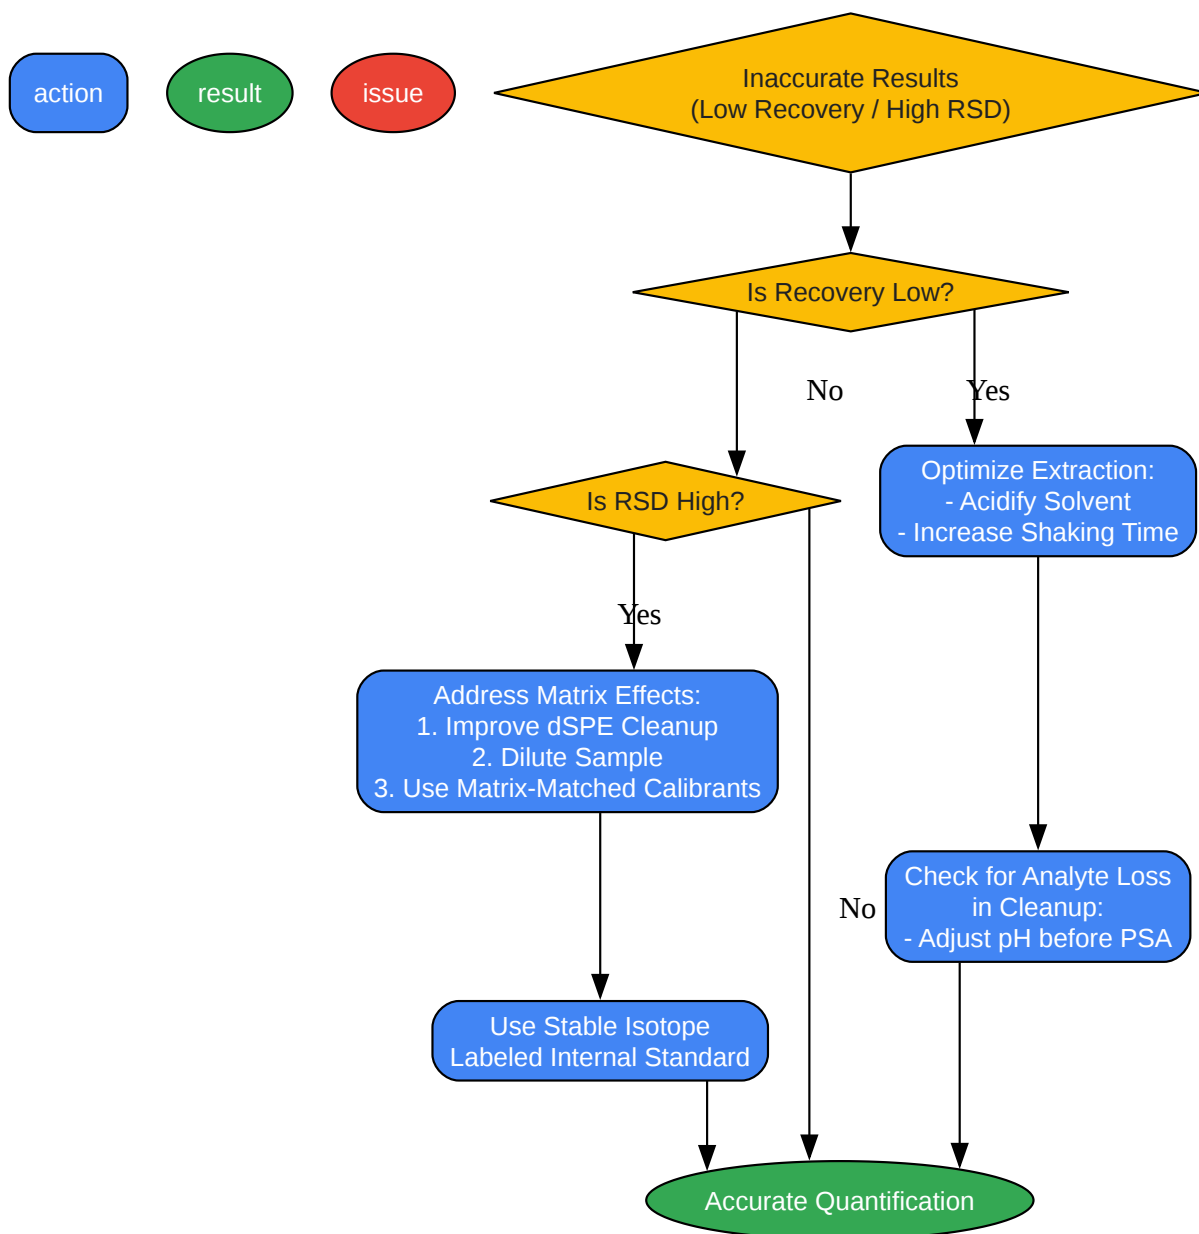 action
result
issue
Inaccurate Results
(Low Recovery / High RSD)
Is Recovery Low?
No
Yes
Is RSD High?
Optimize Extraction:
- Acidify Solvent
- Increase Shaking Time
Yes
Address Matrix Effects:
1. Improve dSPE Cleanup
2. Dilute Sample
3. Use Matrix-Matched Calibrants
No
Check for Analyte Loss
in Cleanup:
- Adjust pH before PSA
Use Stable Isotope
Labeled Internal Standard
Accurate Quantification